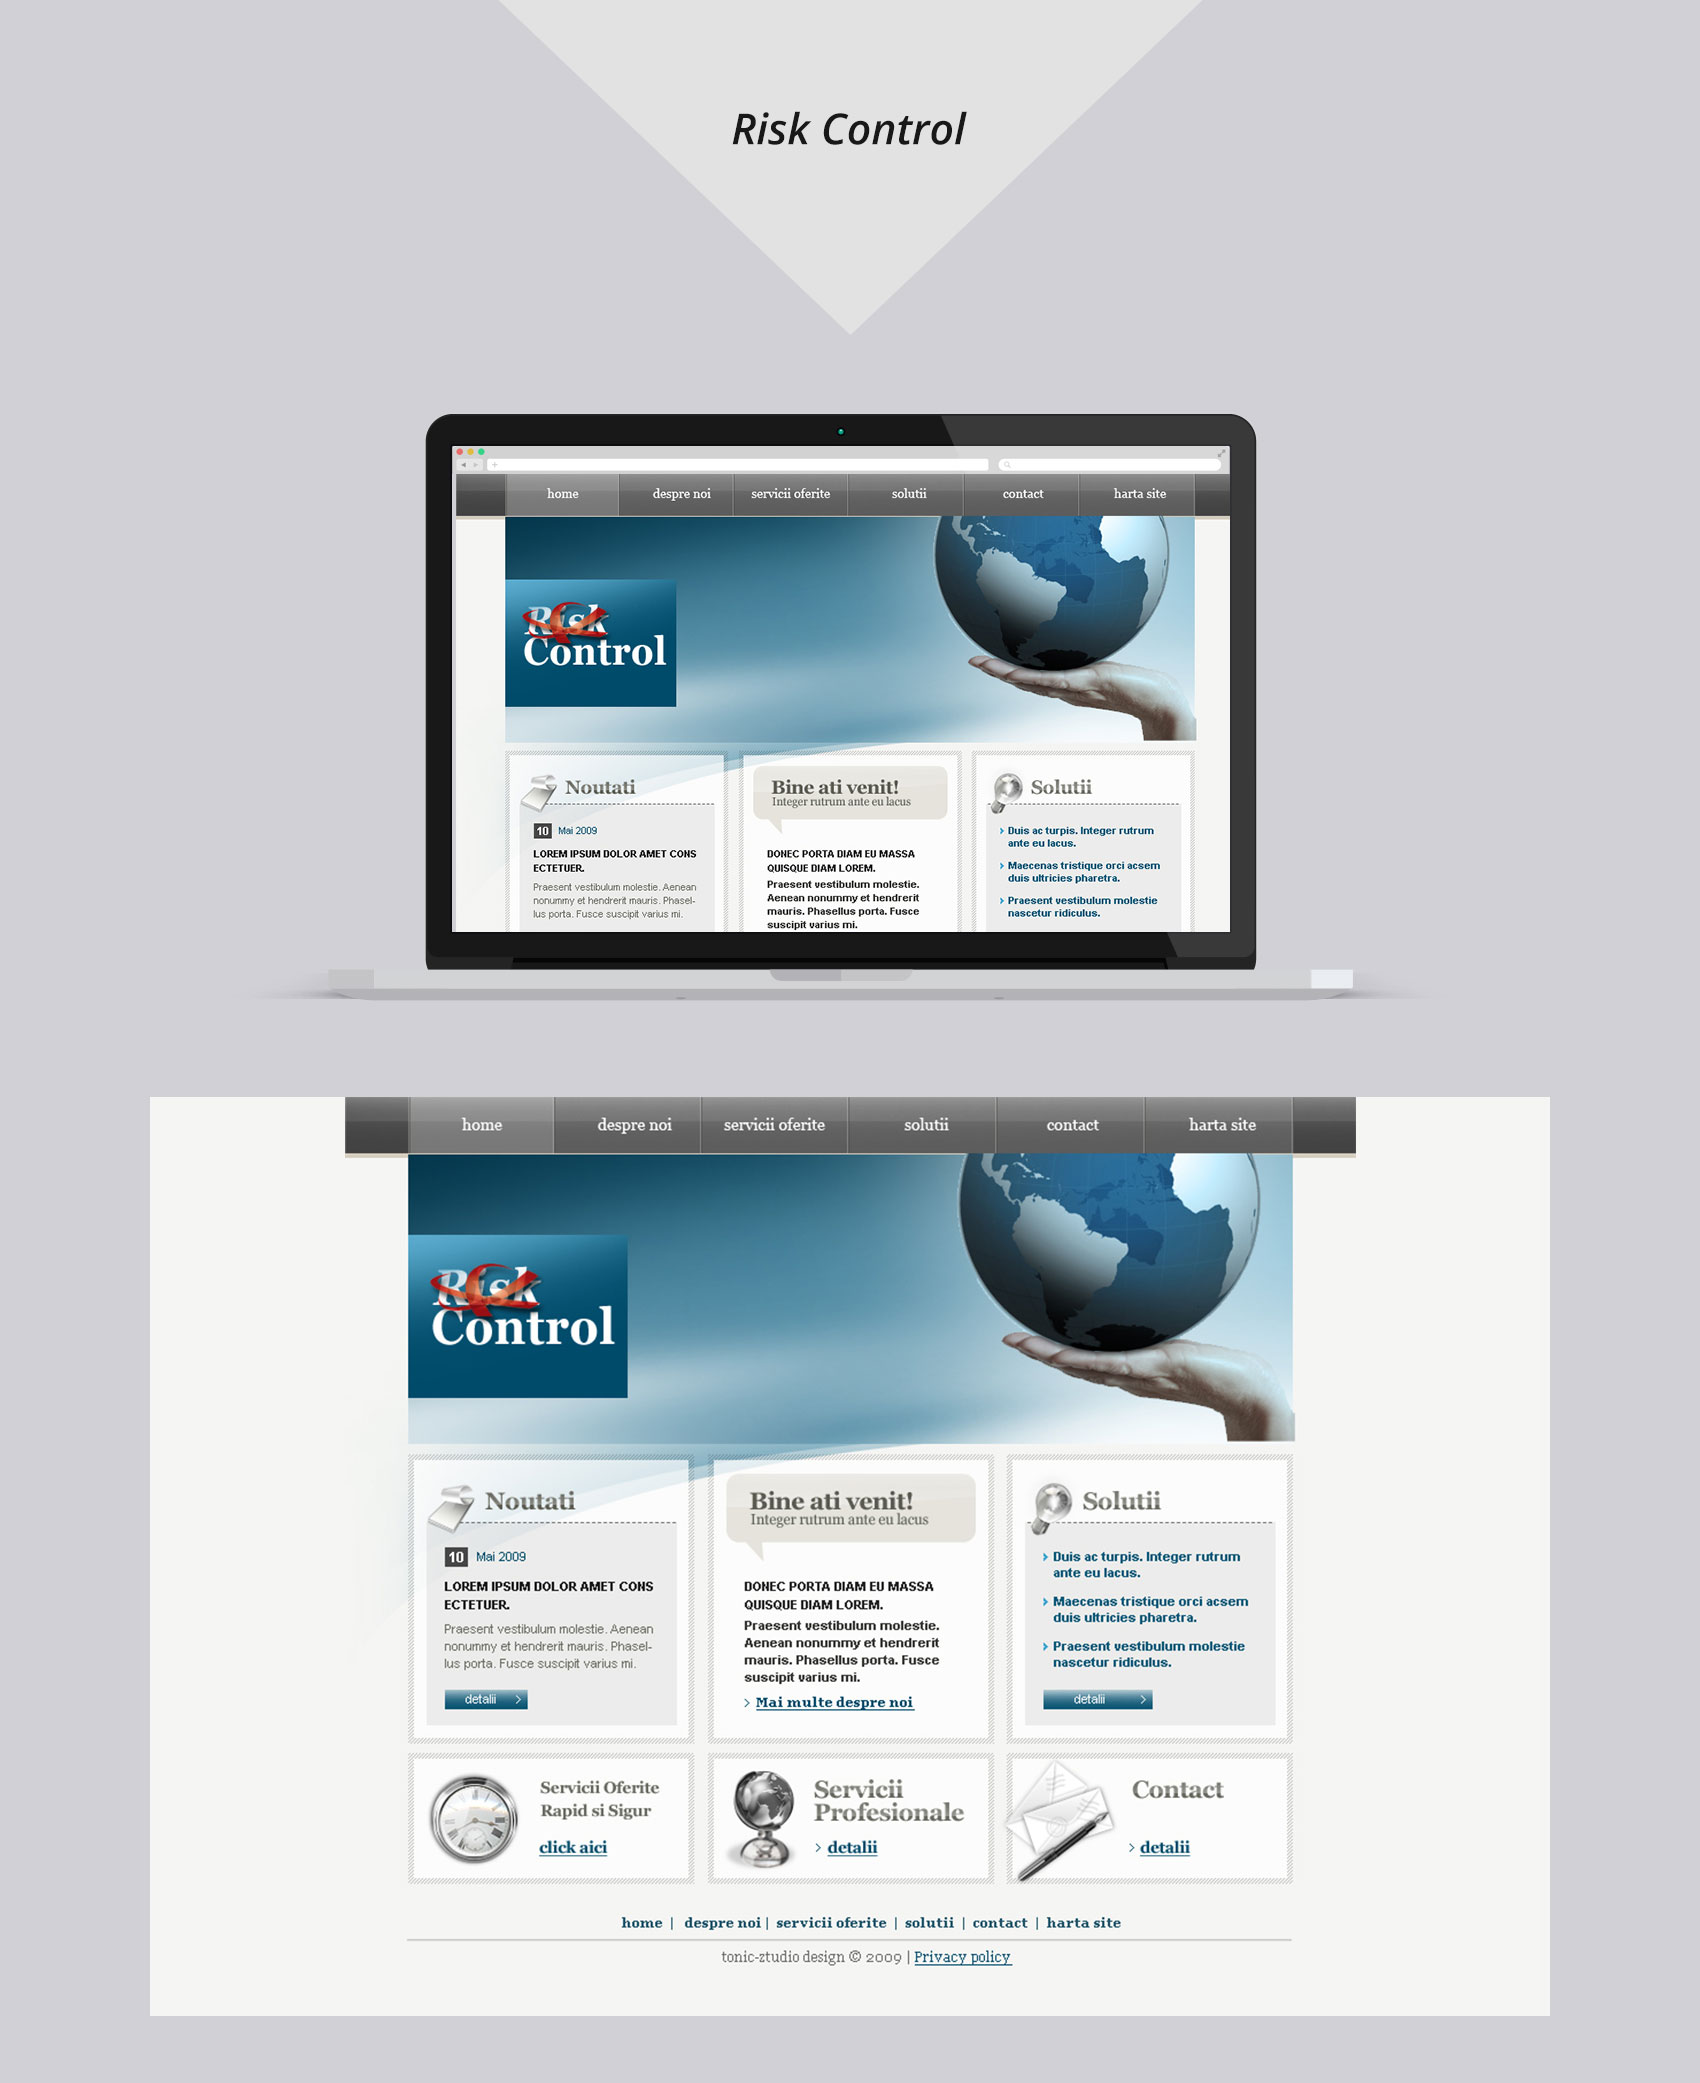 Risk Control
home despre noi servicii oferite solutii contact harta site
Risk
Control
Noutati
10 Mai 2009
LOREM IPSUM DOLOR AMET CONS
ECTETUER.
Praesent vestibulum molestie. Aenean
nonummy et hendrerit mauris. Phasel-
lus porta. Fusce suscipit varius mi.
Bine ati venit!
Integer rutrum ante eu lacus
DONEC PORTA DIAM EU MASSA
QUISQUE DIAM LOREM.
Praesent vestibulum molestie.
Aenean nonummy et hendrerit
mauris. Phasellus porta. Fusce
suscipit varius mi.
Solutii
Duis ac turpis. Integer rutrum
ante eu lacus.
Maecenas tristique orci acsem
duis ultricies pharetra.
Praesent vestibulum molestie
nascetur ridiculus.
home despre noi servicii oferite solutii contact harta site
Risk
Control
Noutati
10 Mai 2009
LOREM IPSUM DOLOR AMET CONS
ECTETUER.
Praesent vestibulum molestie. Aenean
nonummy et hendrerit mauris. Phasel-
lus porta. Fusce suscipit varius mi.
detalii
Bine ati venit!
Integer rutrum ante eu lacus
DONEC PORTA DIAM EU MASSA
QUISQUE DIAM LOREM.
Praesent vestibulum molestie.
Aenean nonummy et hendrerit
mauris. Phasellus porta. Fusce
suscipit varius mi.
> Mai multe despre noi
Solutii
Duis ac turpis. Integer rutrum
ante eu lacus.
Maecenas tristique orci acsem
duis ultricies pharetra.
Praesent vestibulum molestie
nascetur ridiculus.
detalii
Servicii Oferite
Rapid si Sigur
click aici
Servicii
Profesionale
> detalii
Contact
> detalii
home | despre noi | servicii oferite | solutii | contact | harta site
tonic-ztudio design © 2009 | Privacy policy